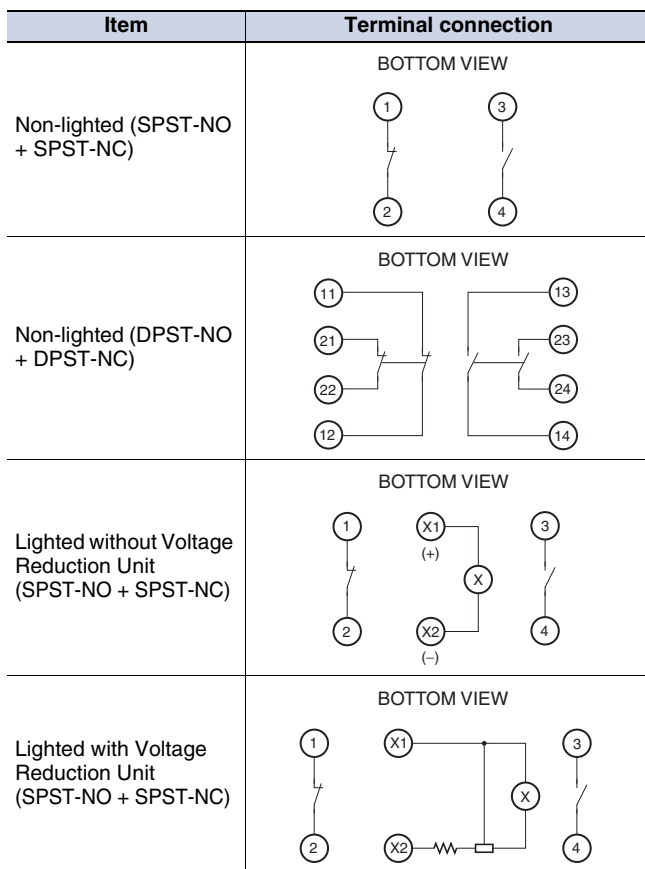 Item Terminal connection
BOTTOM VIEW
1 3
Non-lighted (SPST-NO
+ SPST-NC)
2 4
BOTTOM VIEW
11 13
21 23
Non-lighted (DPST-NO
+ DPST-NC)
22 24
12 14
BOTTOM VIEW
1 X1 3
(+)
Lighted without Voltage
Reduction Unit
(SPST-NO + SPST-NC)
X
2 X2 4
(−)
BOTTOM VIEW
1 X1 3
Lighted with Voltage
Reduction Unit
(SPST-NO + SPST-NC)
X
2 X2 4